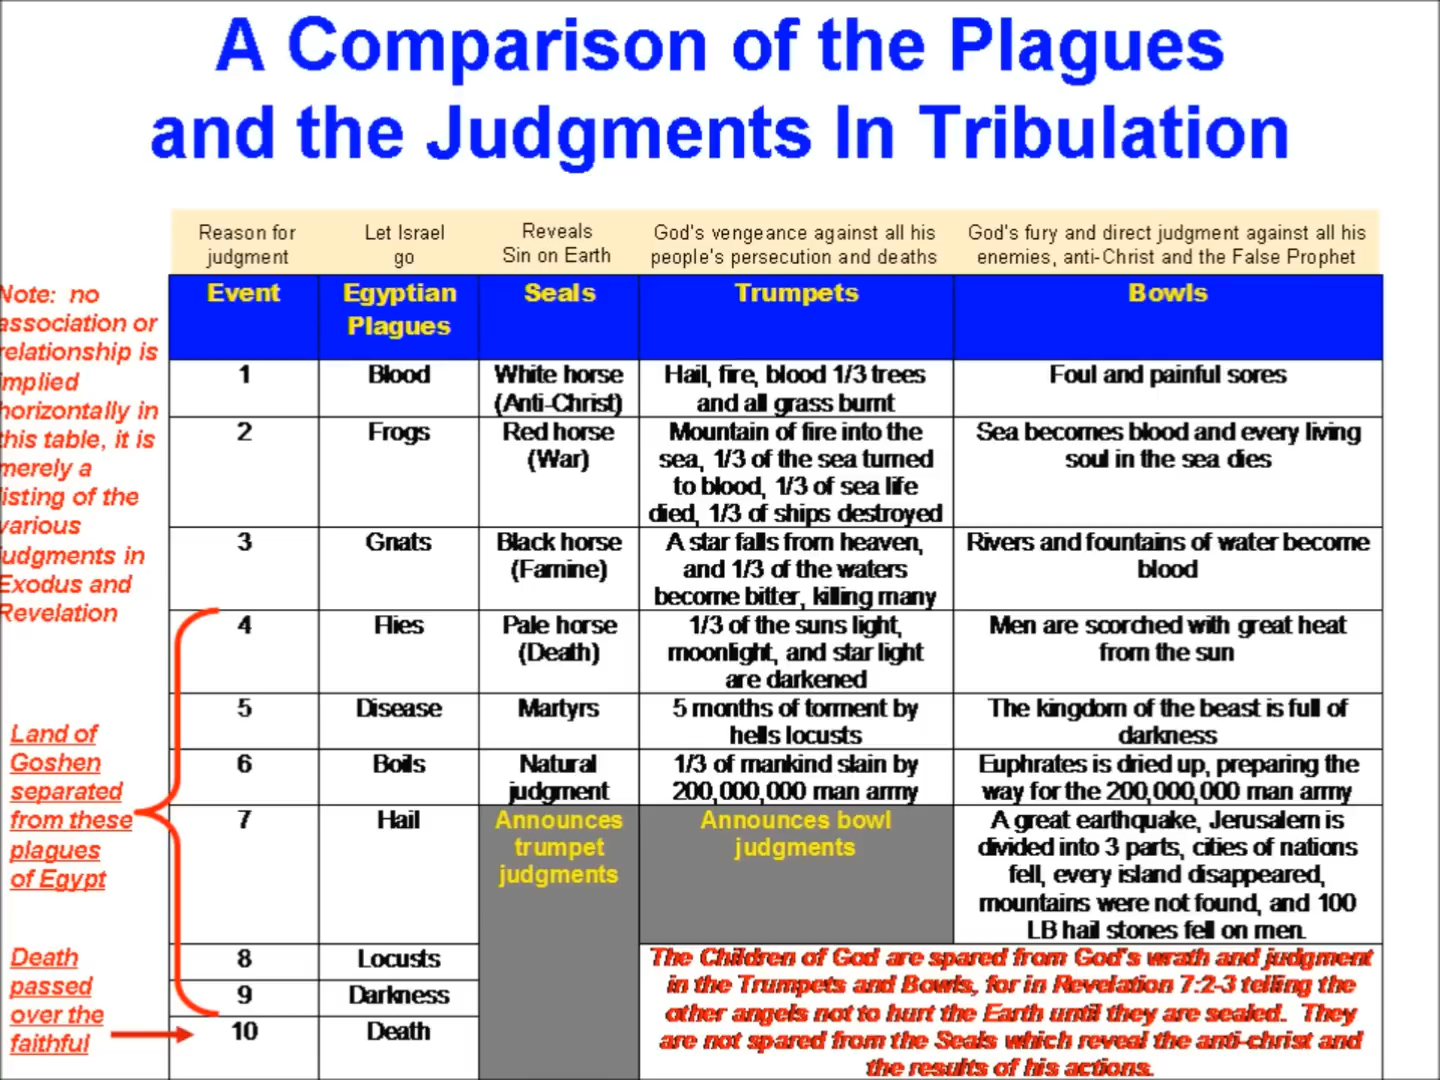 A Comparison of the Plagues
and the Judgments In Tribulation
Reason for
judgment
Let Israel
go
Reveals
Sin on Earth
God's vengeance against all his
people's persecution and deaths
God's fury and direct judgment against all his
enemies, anti-Christ and the False Prophet
Note: no
association or
relationship is
implied
horizontally in
this table, it is
merely a
listing of the
various
judgments in
Exodus and
Revelation
Event
Egyptian
Plagues
Seals
Trumpets
Bowls
1
Blood
White horse
(Anti-Christ)
Hail, fire, blood 1/3 trees
and all grass burnt
Foul and painful sores
2
Frogs
Red horse
(War)
Mountain of fire into the
sea, 1/3 of the sea turned
to blood, 1/3 of sea life
died, 1/3 of ships destroyed
Sea becomes blood and every living
soul in the sea dies
3
Gnats
Black horse
(Famine)
A star falls from heaven,
and 1/3 of the waters
become bitter, killing many
Rivers and fountains of water become
blood
4
Flies
Pale horse
(Death)
1/3 of the suns light,
moonlight, and star light
are darkened
Men are scorched with great heat
from the sun
5
Disease
Martyrs
5 months of torment by
hells locusts
The kingdom of the beast is full of
darkness
6
Boils
Natural
judgment
1/3 of mankind slain by
200,000,000 man army
Euphrates is dried up, preparing the
way for the 200,000,000 man army
7
Hail
Announces
trumpet
judgments
Announces bowl
judgments
A great earthquake, Jerusalem is
divided into 3 parts, cities of nations
fell, every island disappeared,
mountains were not found, and 100
LB hail stones fell on men.
8
Locusts
9
Darkness
10
Death
The Children of God are spared from God's wrath and judgment
in the Trumpets and Bowls, for in Revelation 7:2-3 telling the
other angels not to hurt the Earth until they are sealed. They
are not spared from the Seals which reveal the anti-christ and
the results of his actions.
Land of
Goshen
separated
from these
plagues
of Egypt
Death
passed
over the
faithful